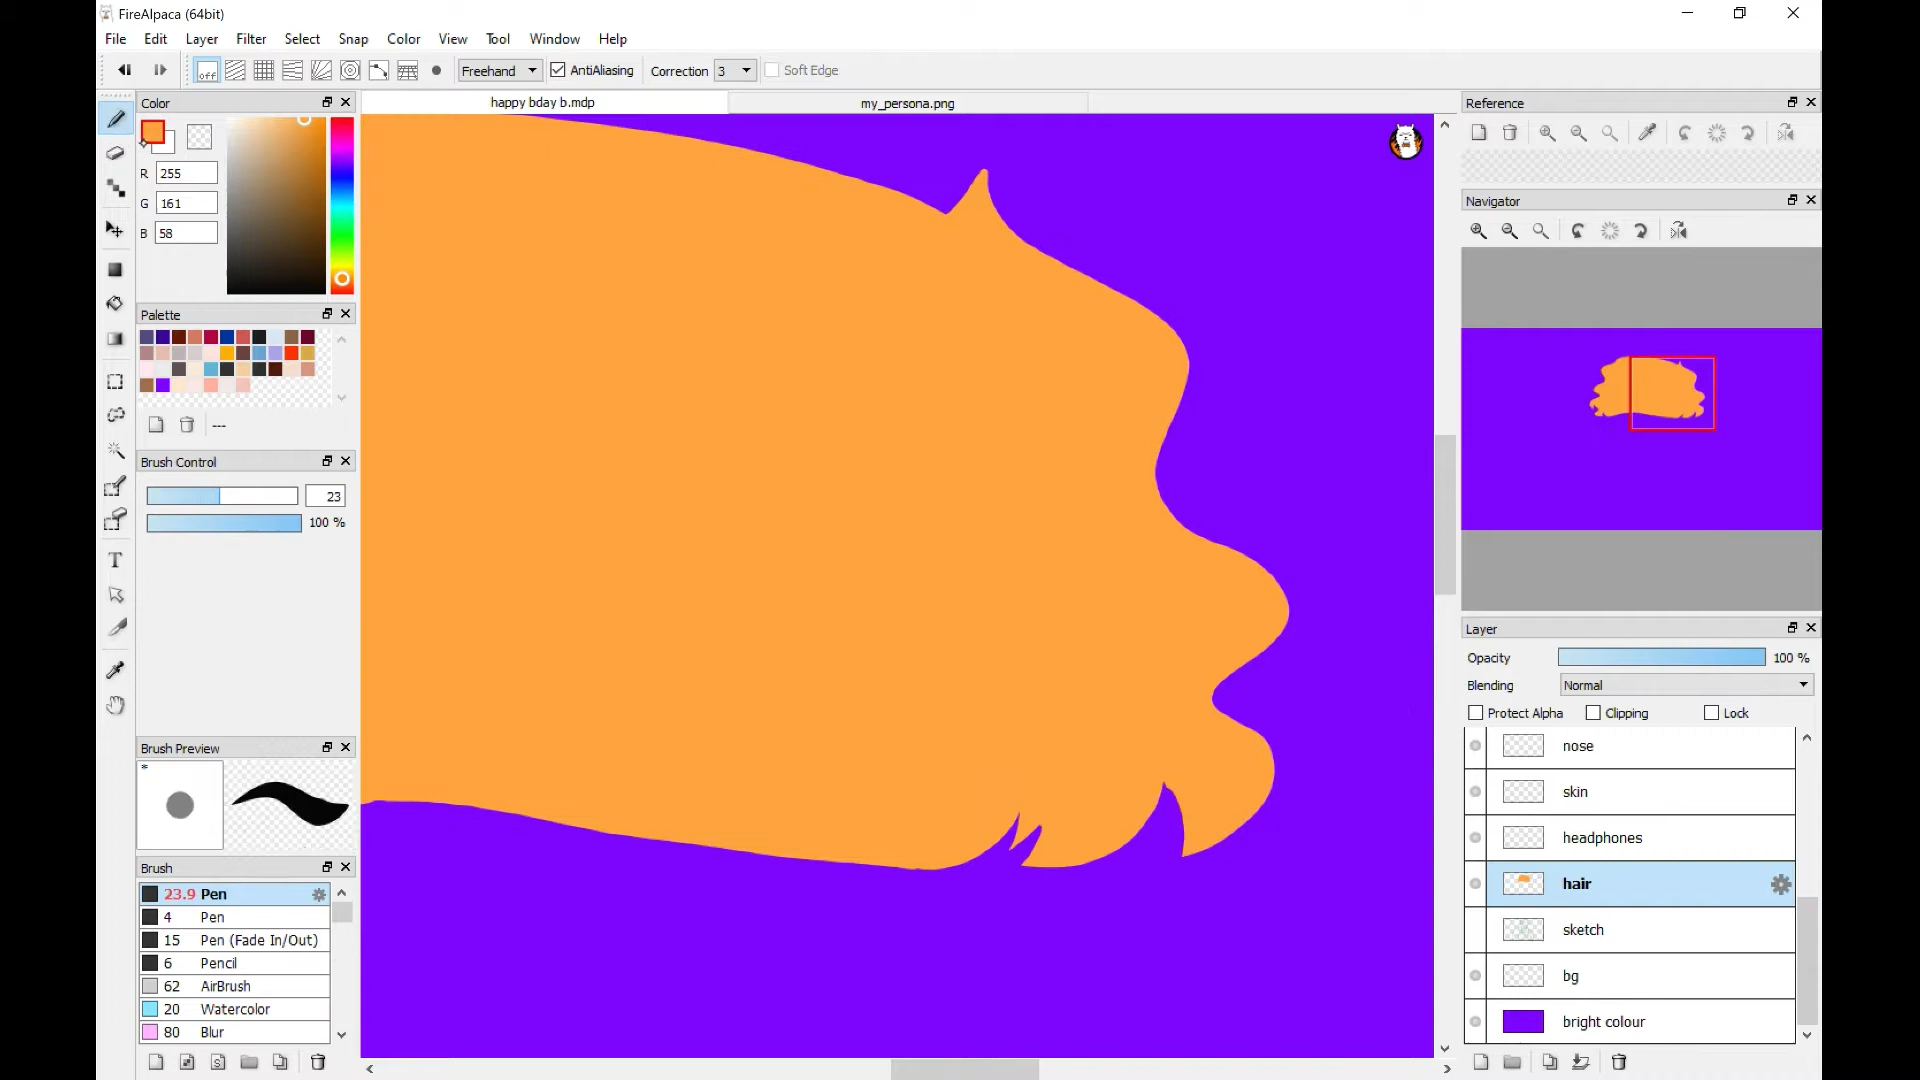 FireAlpaca (64bit)
File Edit Layer Filter Select Snap Color View Tool Window Help
off Freehand AntiAliasing Correction 3 Soft Edge
Color
happy bday b.mdp
my_persona.png
Reference
R 255
G 161
B 58
Navigator
Palette
---
Brush Control
23
100 %
Layer
Opacity 100 %
Blending Normal
Protect Alpha Clipping Lock
Brush Preview
*
nose
skin
headphones
hair
sketch
bg
bright colour
Brush
23.9 Pen
4 Pen
15 Pen (Fade In/Out)
6 Pencil
62 AirBrush
20 Watercolor
80 Blur
S